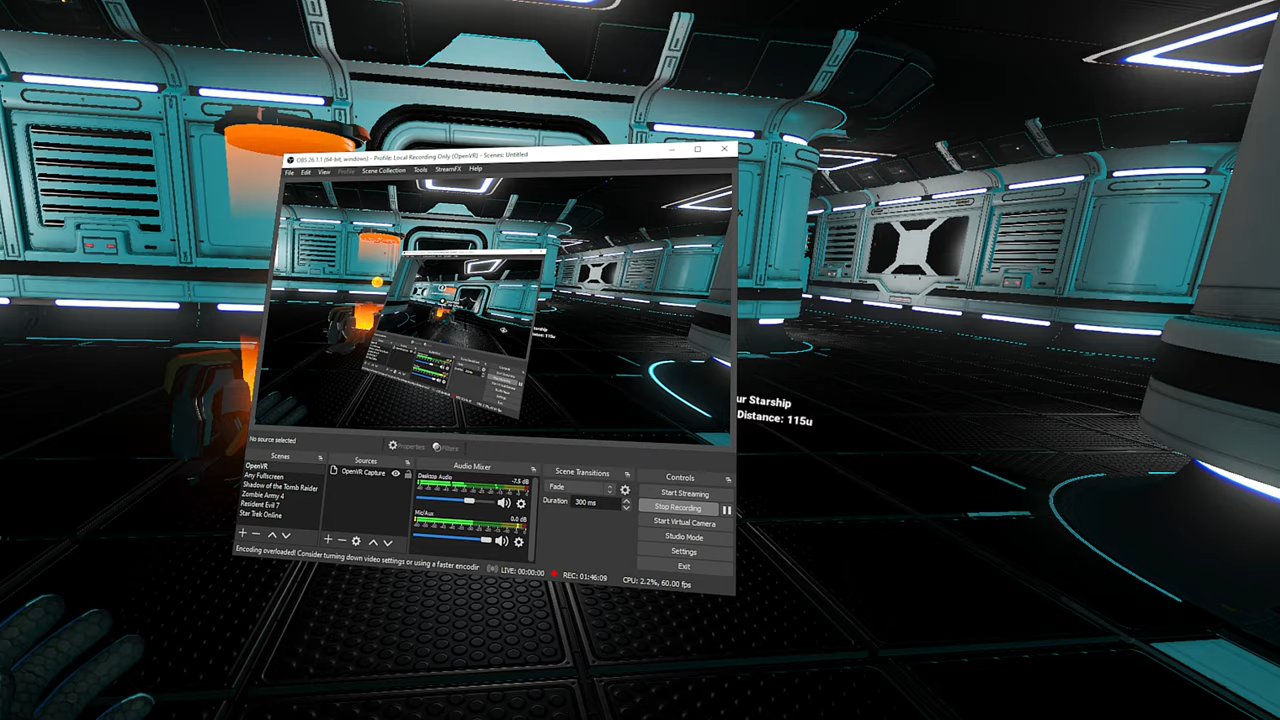 OBS 26.1.1 (64-bit, windows) - Profile: Local Recording Only (OpenVR) - Scenes: Untitled
File Edit View Profile Scene Collection Tools StreamFX Help
ur Starship
Distance: 115u
No source selected
Properties Filters
Scenes
OpenVR
Any Fullscreen
Shadow of the Tomb Raider
Zombie Army 4
Resident Evil 7
Star Trek Online
Sources
OpenVR Capture
Audio Mixer
Desktop Audio -7.5 dB
Mic/Aux 0.0 dB
Scene Transitions
Fade
Duration 300 ms
Controls
Start Streaming
Stop Recording
Start Virtual Camera
Studio Mode
Settings
Exit
Encoding overloaded! Consider turning down video settings or using a faster encodir
LIVE: 00:00:00 REC: 01:46:09 CPU: 2.2%, 60.00 fps